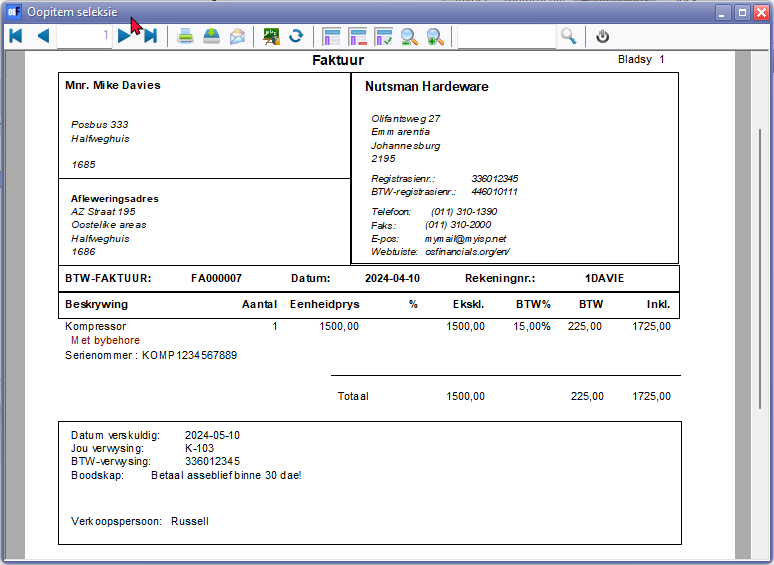 Oopitem seleksie
1
Faktuur
Bladsy 1
Mnr. Mike Davies
Posbus 333
Halfweghuis
1685
Afleweringsadres
AZ Straat 195
Oostelike areas
Halfweghuis
1686
Nutsman Hardeware
Olifantsweg 27
Emmarentia
Johannesburg
2195
Registrasienr.: 336012345
BTW-registrasienr.: 446010111
Telefoon: (011) 310-1390
Faks: (011) 310-2000
E-pos: mymail@myisp.net
Webtuiste: osfinancials.org/en/
BTW-FAKTUUR: FA000007 Datum: 2024-04-10 Rekeningnr.: 1DAVIE
Beskrywing Aantal Eenheidprys % Ekskl. BTW% BTW Inkl.
Kompressor 1 1500,00 1500,00 15,00% 225,00 1725,00
Met bybehore
Serienommer : KOMP1234567889
Totaal 1500,00 225,00 1725,00
Datum verskuldig: 2024-05-10
Jou verwysing: K-103
BTW-verwysing: 336012345
Boodskap: Betaal asseblief binne 30 dae!
Verkoopspersoon: Russell